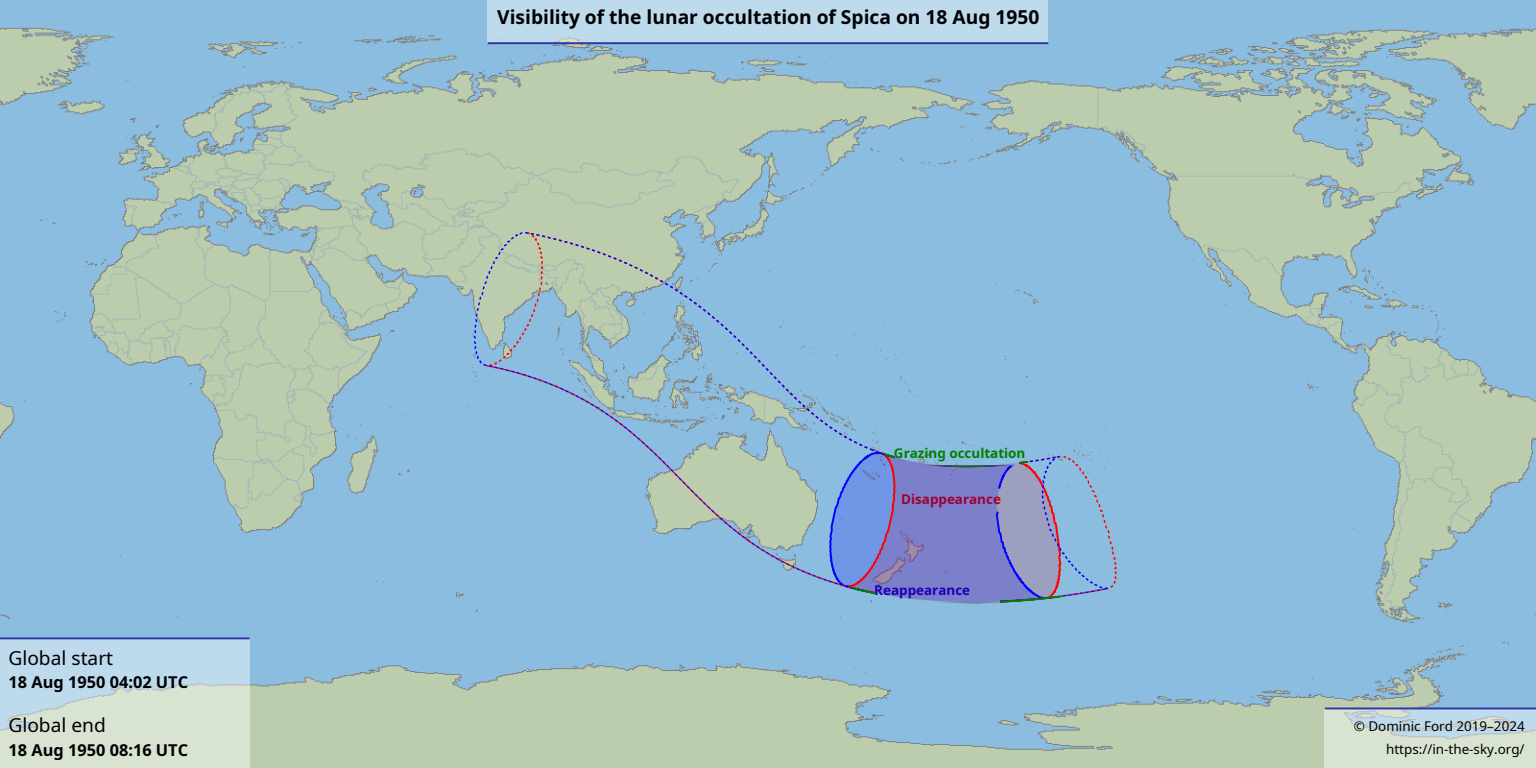 Visibility of the lunar occultation of Spica on 18 Aug 1950
Grazing occultation
Disappearance
Reappearance
Global start
18 Aug 1950 04:02 UTC
Global end
18 Aug 1950 08:16 UTC
© Dominic Ford 2019–2024
https://in-the-sky.org/